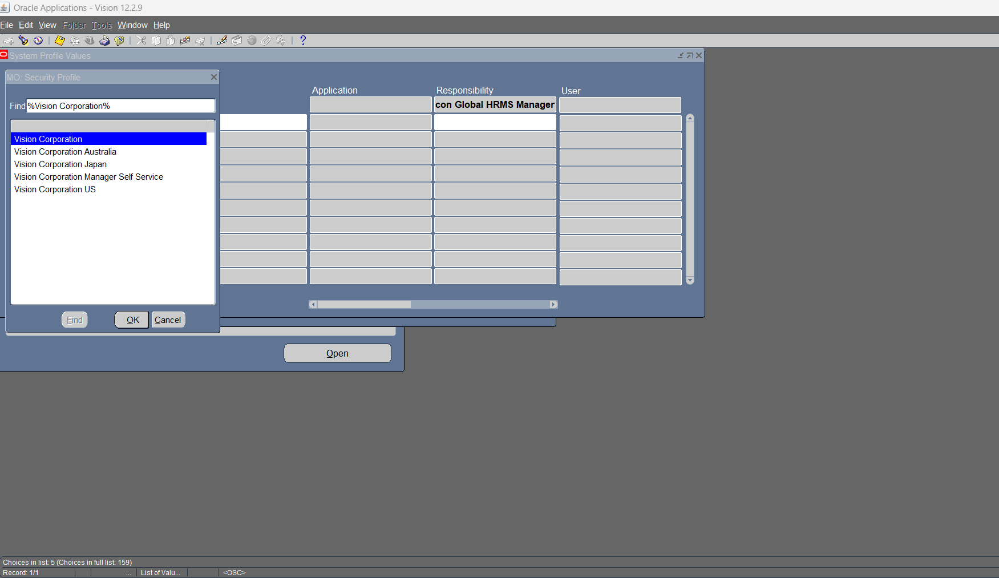 Oracle Applications - Vision 12.2.9
File Edit View Folder Tools Window Help
System Profile Values
MO: Security Profile
Find %Vision Corporation%
Vision Corporation
Vision Corporation Australia
Vision Corporation Japan
Vision Corporation Manager Self Service
Vision Corporation US
Find OK Cancel
Application Responsibility User
con Global HRMS Manager
Open
Choices in list: 5 (Choices in full list: 159)
Record: 1/1 ... List of Valu... <OSC>